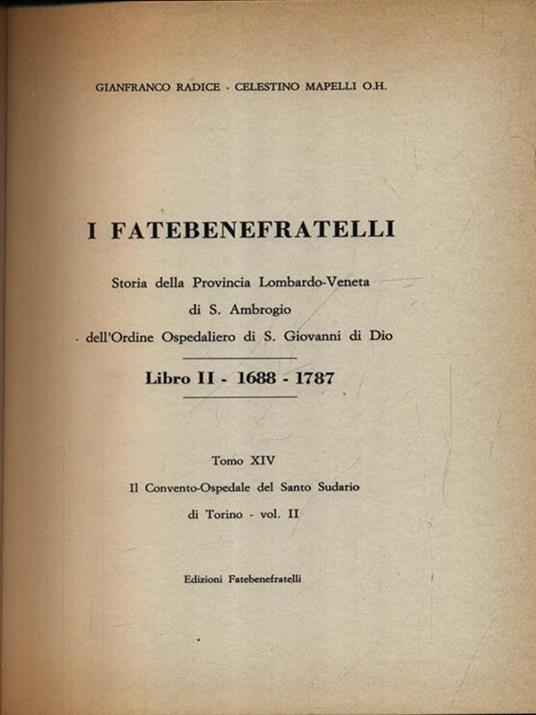 GIANFRANCO RADICE - CELESTINO MAPELLI O.H.
I FATEBENEFRATELLI
Storia della Provincia Lombardo-Veneta
di S. Ambrogio
dell'Ordine Ospedaliero di S. Giovanni di Dio
Libro II - 1688 - 1787
Tomo XIV
Il Convento-Ospedale del Santo Sudario
di Torino - vol. II
Edizioni Fatebenefratelli